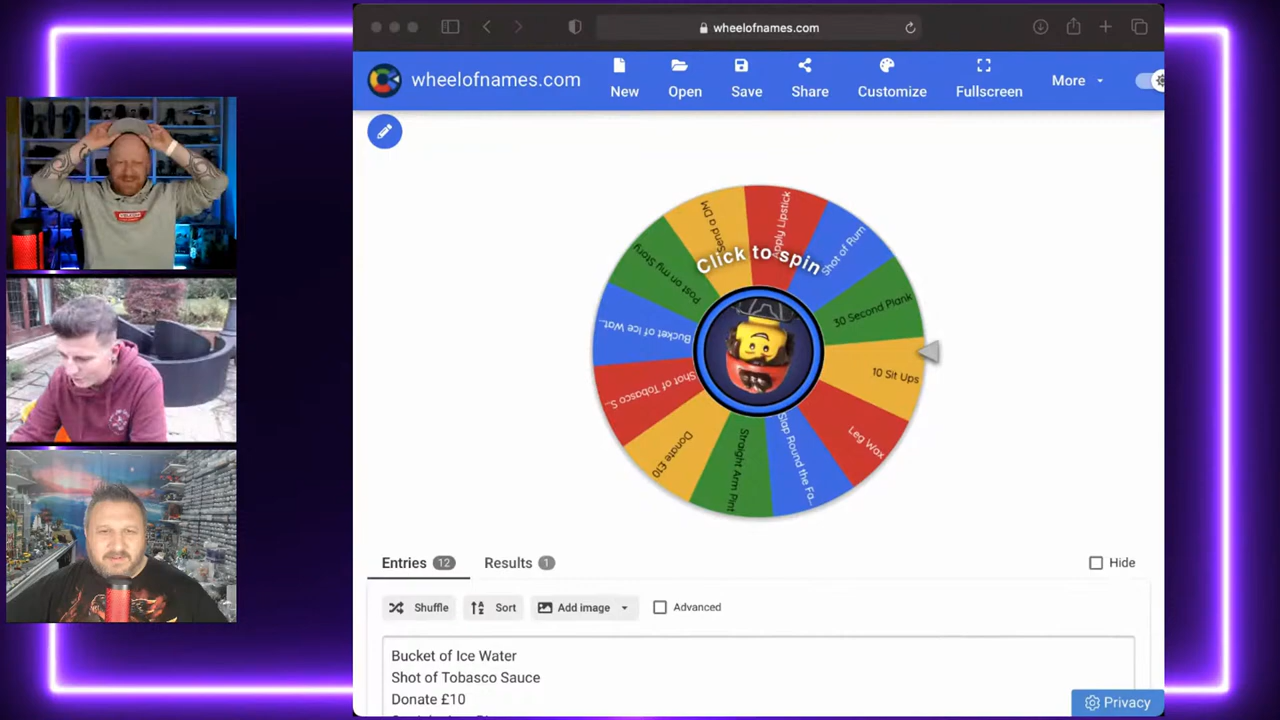 wheelofnames.com
wheelofnames.com
New
Open
Save
Share
Customize
Fullscreen
More
Click to spin
Send a DM
Apply Lipstick
Shot of Rum
30 Second Plank
10 Sit Ups
Leg Wax
Slap Round the Fa...
Straight Arm Pint
Donate £10
Shot of Tobasco S...
Bucket of Ice Wat...
Post on my Story
Entries 12
Results 1
Hide
Shuffle
Sort
Add image
Advanced
Bucket of Ice Water
Shot of Tobasco Sauce
Donate £10
Privacy